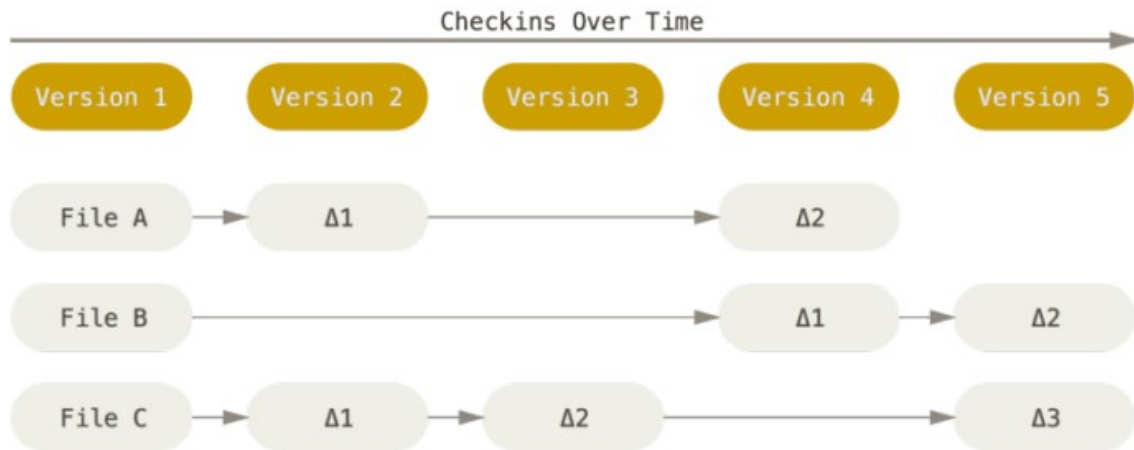 Checkins Over Time
Version 1 Version 2 Version 3 Version 4 Version 5
File A Δ1 Δ2
File B Δ1 Δ2
File C Δ1 Δ2 Δ3